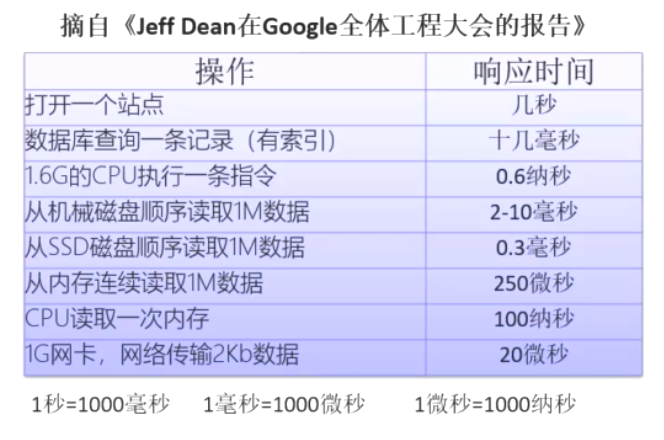 摘自《Jeff Dean在Google全体工程大会的报告》
操作 响应时间
打开一个站点 几秒
数据库查询一条记录（有索引） 十几毫秒
1.6G的CPU执行一条指令 0.6纳秒
从机械磁盘顺序读取1M数据 2-10毫秒
从SSD磁盘顺序读取1M数据 0.3毫秒
从内存连续读取1M数据 250微秒
CPU读取一次内存 100纳秒
1G网卡，网络传输2Kb数据 20微秒
1秒=1000毫秒 1毫秒=1000微秒 1微秒=1000纳秒